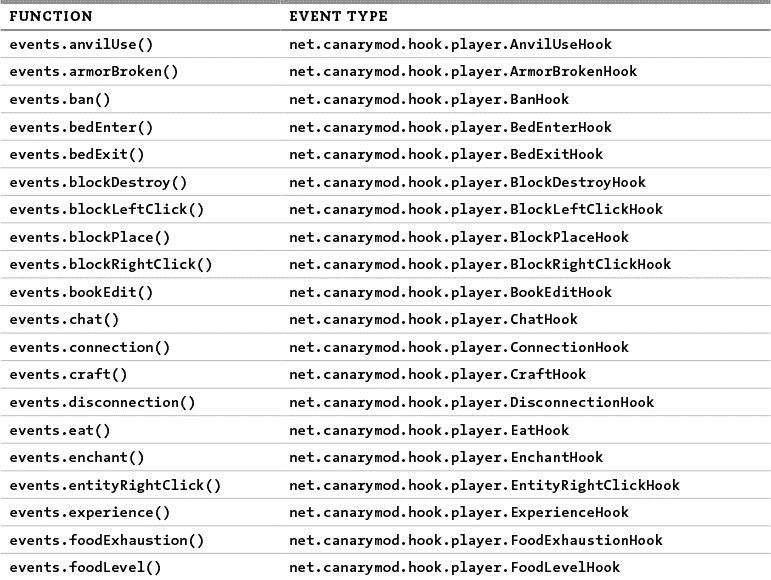 FUNCTION EVENT TYPE
events.anvilUse() net.canarymod.hook.player.AnvilUseHook
events.armorBroken() net.canarymod.hook.player.ArmorBrokenHook
events.ban() net.canarymod.hook.player.BanHook
events.bedEnter() net.canarymod.hook.player.BedEnterHook
events.bedExit() net.canarymod.hook.player.BedExitHook
events.blockDestroy() net.canarymod.hook.player.BlockDestroyHook
events.blockLeftClick() net.canarymod.hook.player.BlockLeftClickHook
events.blockPlace() net.canarymod.hook.player.BlockPlaceHook
events.blockRightClick() net.canarymod.hook.player.BlockRightClickHook
events.bookEdit() net.canarymod.hook.player.BookEditHook
events.chat() net.canarymod.hook.player.ChatHook
events.connection() net.canarymod.hook.player.ConnectionHook
events.craft() net.canarymod.hook.player.CraftHook
events.disconnection() net.canarymod.hook.player.DisconnectionHook
events.eat() net.canarymod.hook.player.EatHook
events.enchant() net.canarymod.hook.player.EnchantHook
events.entityRightClick() net.canarymod.hook.player.EntityRightClickHook
events.experience() net.canarymod.hook.player.ExperienceHook
events.foodExhaustion() net.canarymod.hook.player.FoodExhaustionHook
events.foodLevel() net.canarymod.hook.player.FoodLevelHook